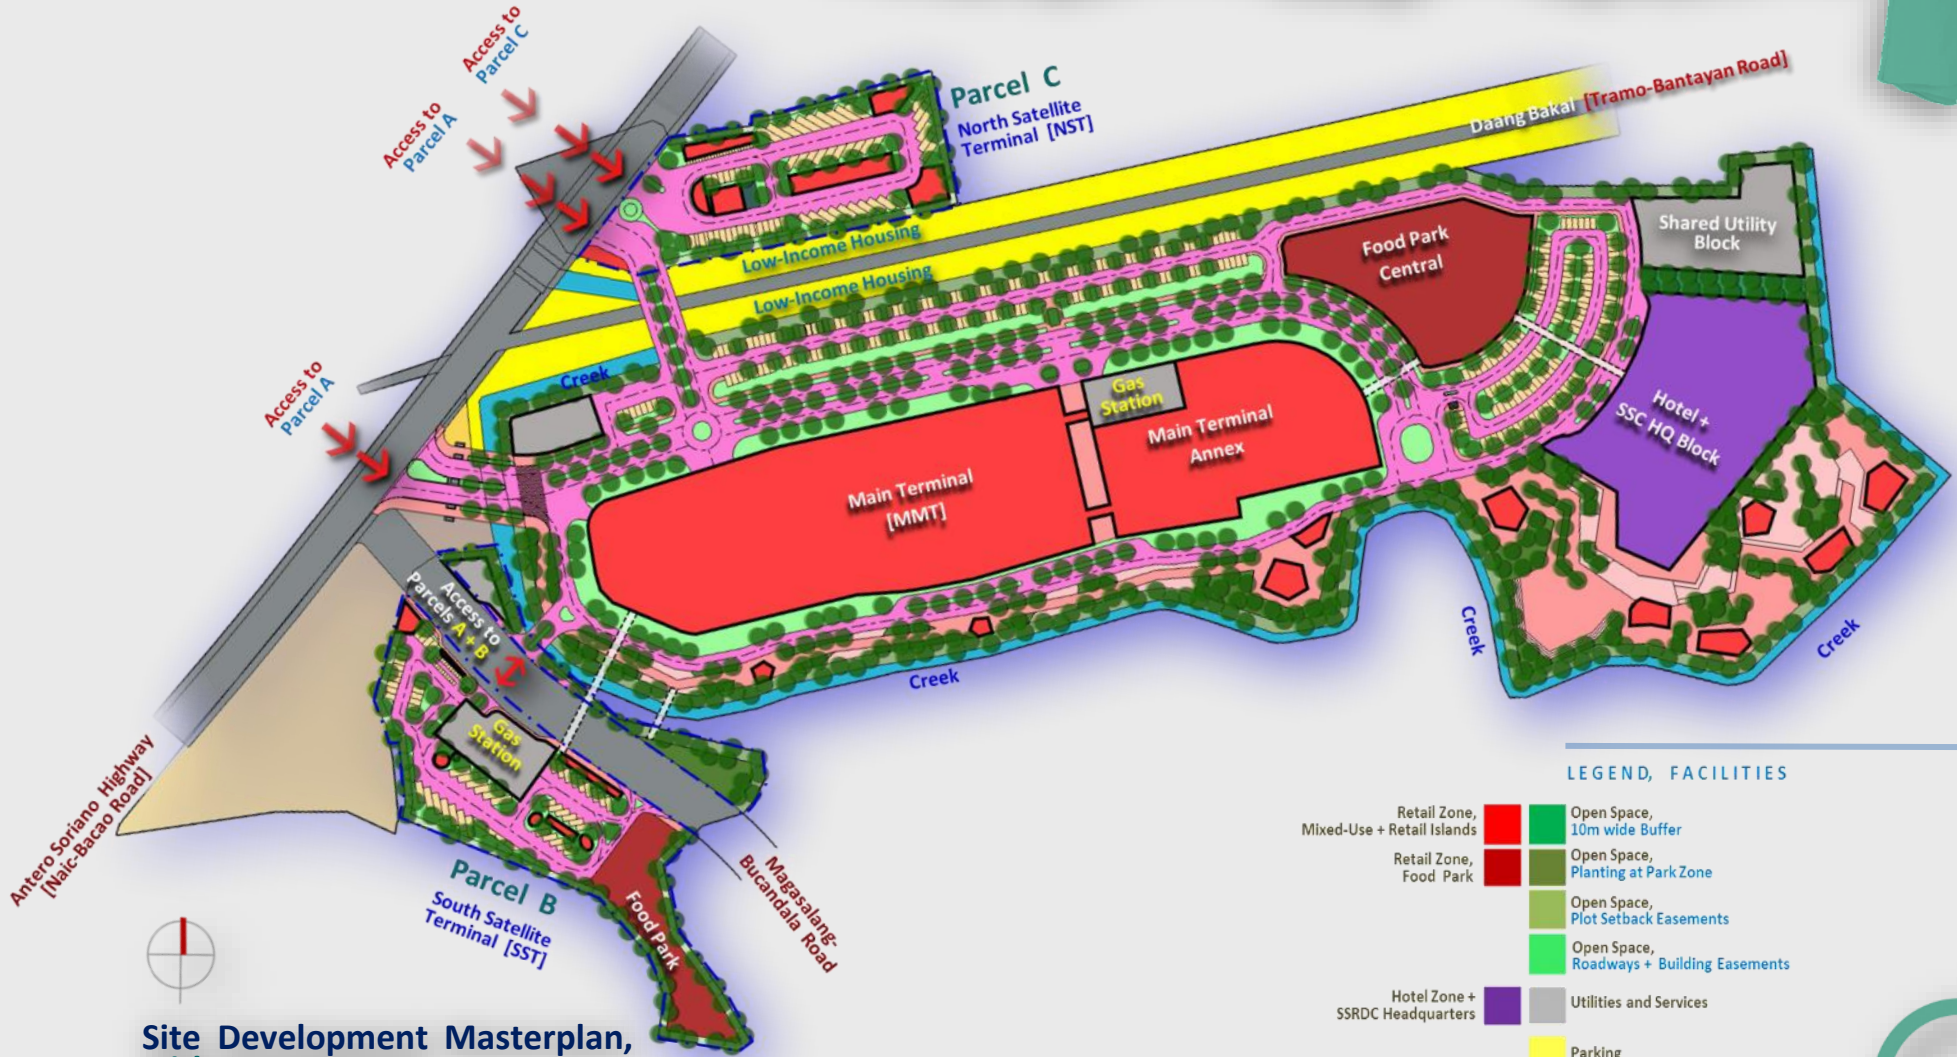 Access to
Parcel C
Access to
Parcel A
Parcel C
North Satellite
Terminal [NST]
Daang Bakal [Tramo-Bantayan Road]
Shared Utility
Block
Food Park
Central
Low-Income Housing
Low-Income Housing
Access to
Parcel A
Creek
Gas
Station
Main Terminal
Annex
Hotel +
SSC HQ Block
Main Terminal
[MMT]
Access to
Parcels A + B
Creek
Creek
Creek
Gas
Station
Antero Soriano Highway
[Naic-Bacao Road]
Parcel B
South Satellite
Terminal [SST]
Food Park
Magasalang-
Bucandala Road
LEGEND, FACILITIES
Retail Zone,
Mixed-Use + Retail Islands
Open Space,
10m wide Buffer
Retail Zone,
Food Park
Open Space,
Planting at Park Zone
Open Space,
Plot Setback Easements
Open Space,
Roadways + Building Easements
Hotel Zone +
SSRDC Headquarters
Utilities and Services
Parking
Site Development Masterplan,